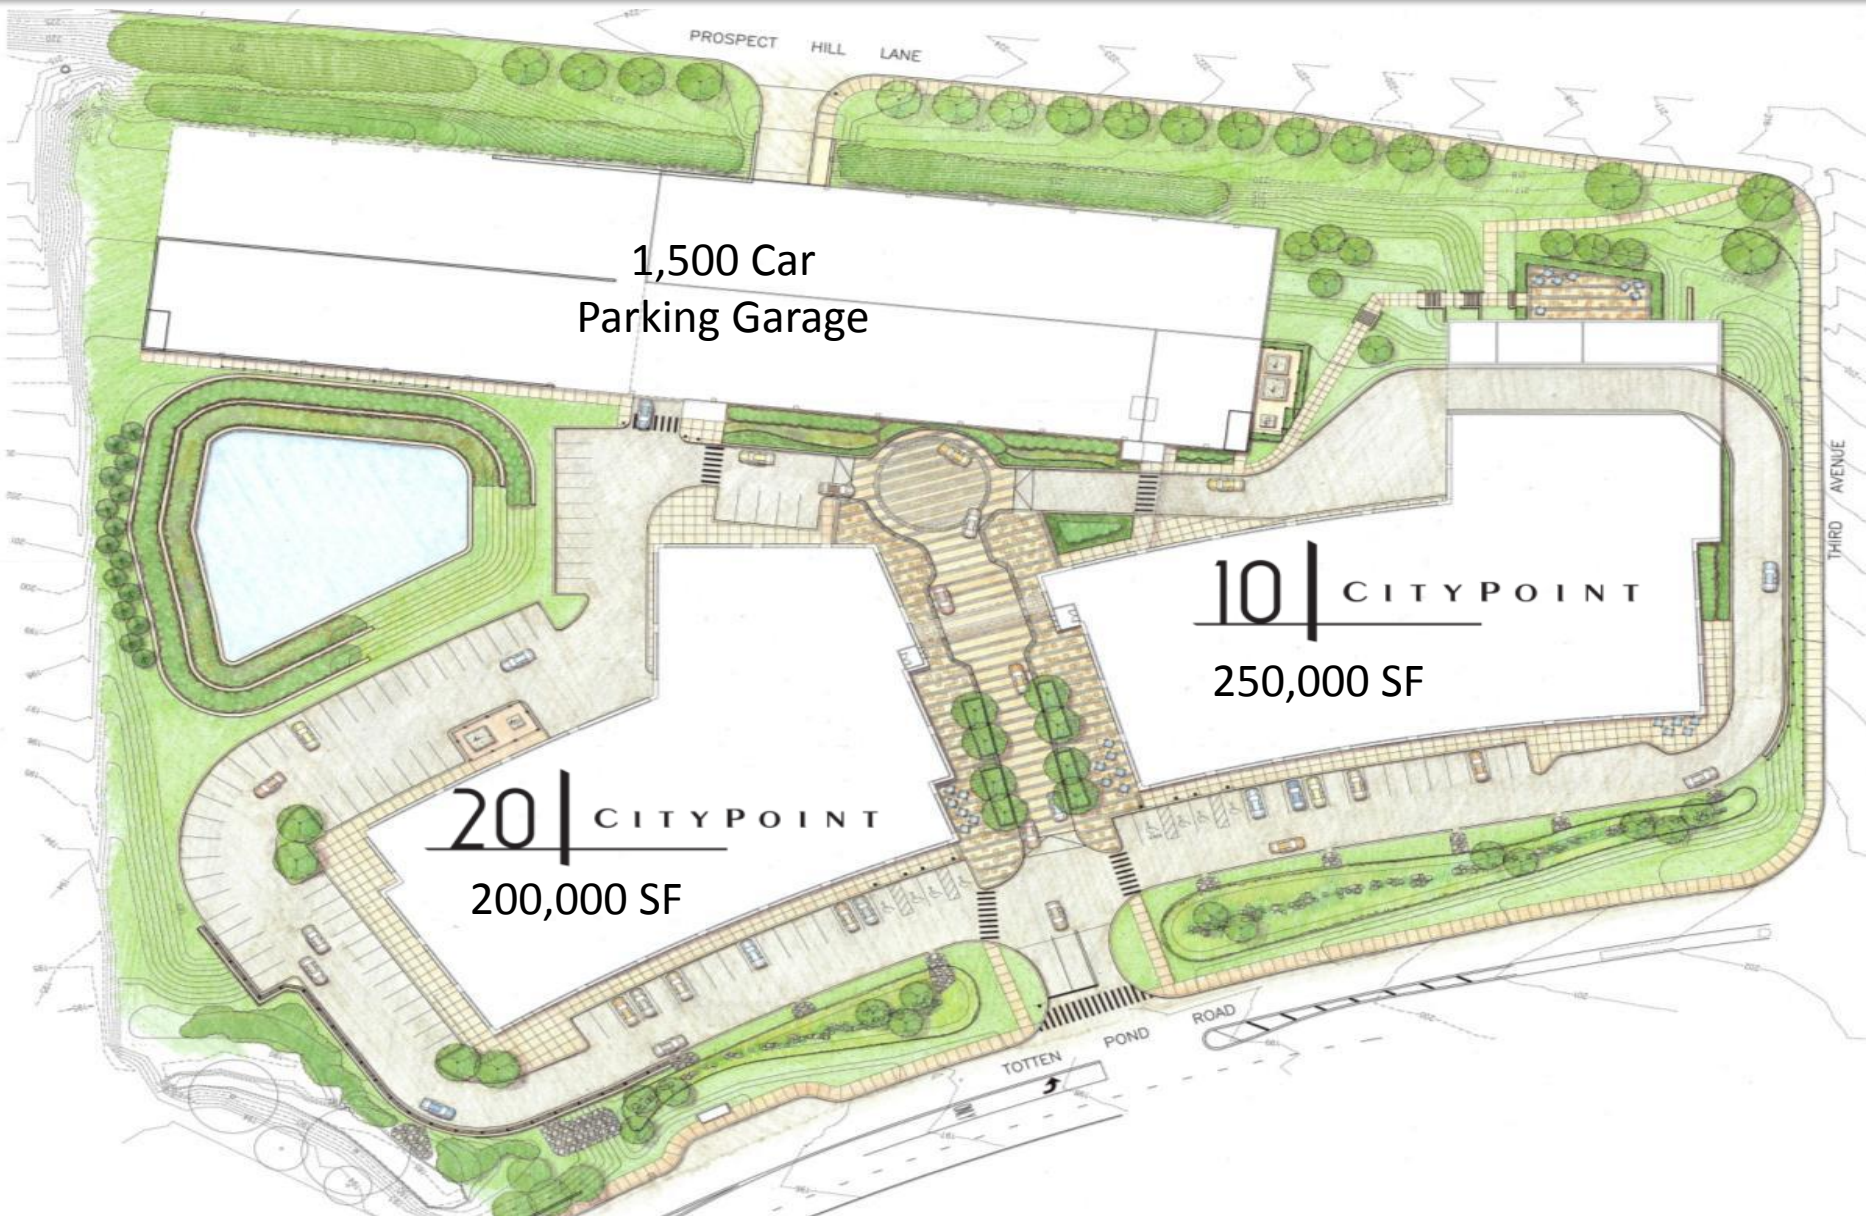 PROSPECT HILL LANE
1,500 Car
Parking Garage
THIRD AVENUE
10 | CITYPOINT
250,000 SF
20 | CITYPOINT
200,000 SF
TOTTEN POND ROAD
ONLY